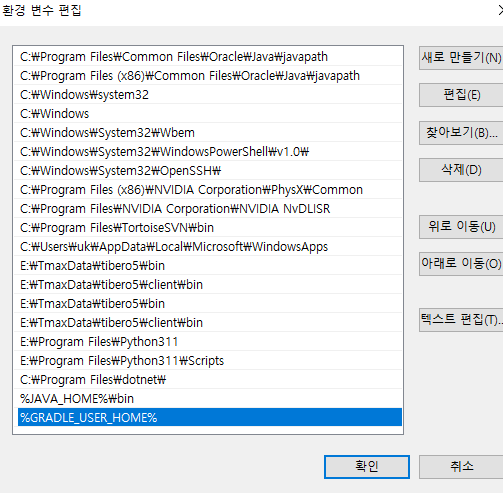 환경 변수 편집
C:₩Program Files₩Common Files₩Oracle₩Java₩javapath
C:₩Program Files (x86)₩Common Files₩Oracle₩Java₩javapath
C:₩Windows₩system32
C:₩Windows
C:₩Windows₩System32₩Wbem
C:₩Windows₩System32₩WindowsPowerShell₩v1.0₩
C:₩Windows₩System32₩OpenSSH₩
C:₩Program Files (x86)₩NVIDIA Corporation₩PhysX₩Common
C:₩Program Files₩NVIDIA Corporation₩NVIDIA NvDLISR
C:₩Program Files₩TortoiseSVN₩bin
C:₩Users₩uk₩AppData₩Local₩Microsoft₩WindowsApps
E:₩TmaxData₩tibero5₩bin
E:₩TmaxData₩tibero5₩client₩bin
E:₩TmaxData₩tibero5₩bin
E:₩TmaxData₩tibero5₩client₩bin
E:₩Program Files₩Python311
E:₩Program Files₩Python311₩Scripts
C:₩Program Files₩dotnet₩
%JAVA_HOME%₩bin
%GRADLE_USER_HOME%
새로 만들기(N)
편집(E)
찾아보기(B)...
삭제(D)
위로 이동(U)
아래로 이동(O)
텍스트 편집(T)...
확인
취소